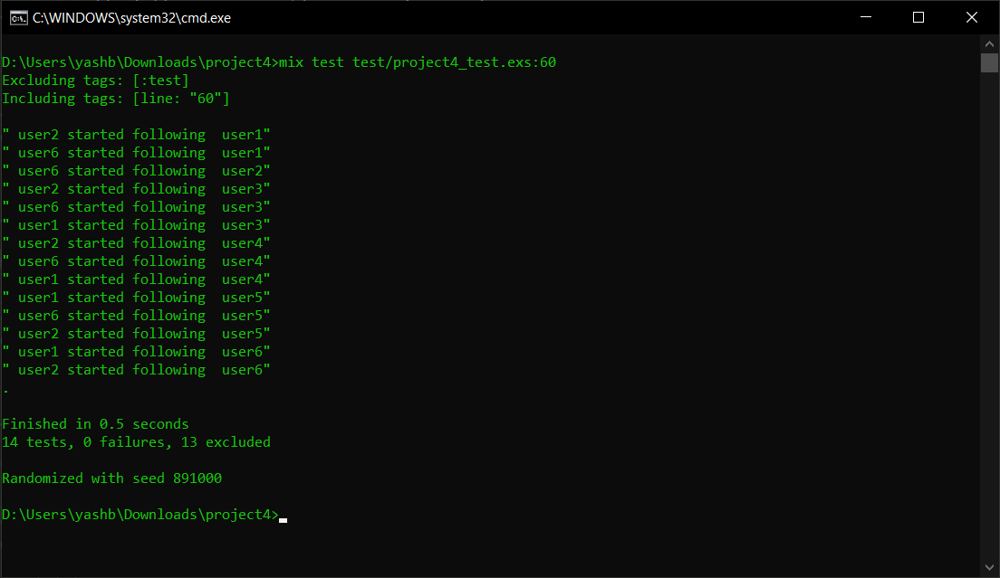 C:\WINDOWS\system32\cmd.exe
D:\Users\yashb\Downloads\project4>mix test test/project4_test.exs:60
Excluding tags: [:test]
Including tags: [line: "60"]
" user2 started following  user1"
" user6 started following  user1"
" user6 started following  user2"
" user2 started following  user3"
" user6 started following  user3"
" user1 started following  user3"
" user2 started following  user4"
" user6 started following  user4"
" user1 started following  user4"
" user1 started following  user5"
" user6 started following  user5"
" user2 started following  user5"
" user1 started following  user6"
" user2 started following  user6"
.
Finished in 0.5 seconds
14 tests, 0 failures, 13 excluded
Randomized with seed 891000
D:\Users\yashb\Downloads\project4>